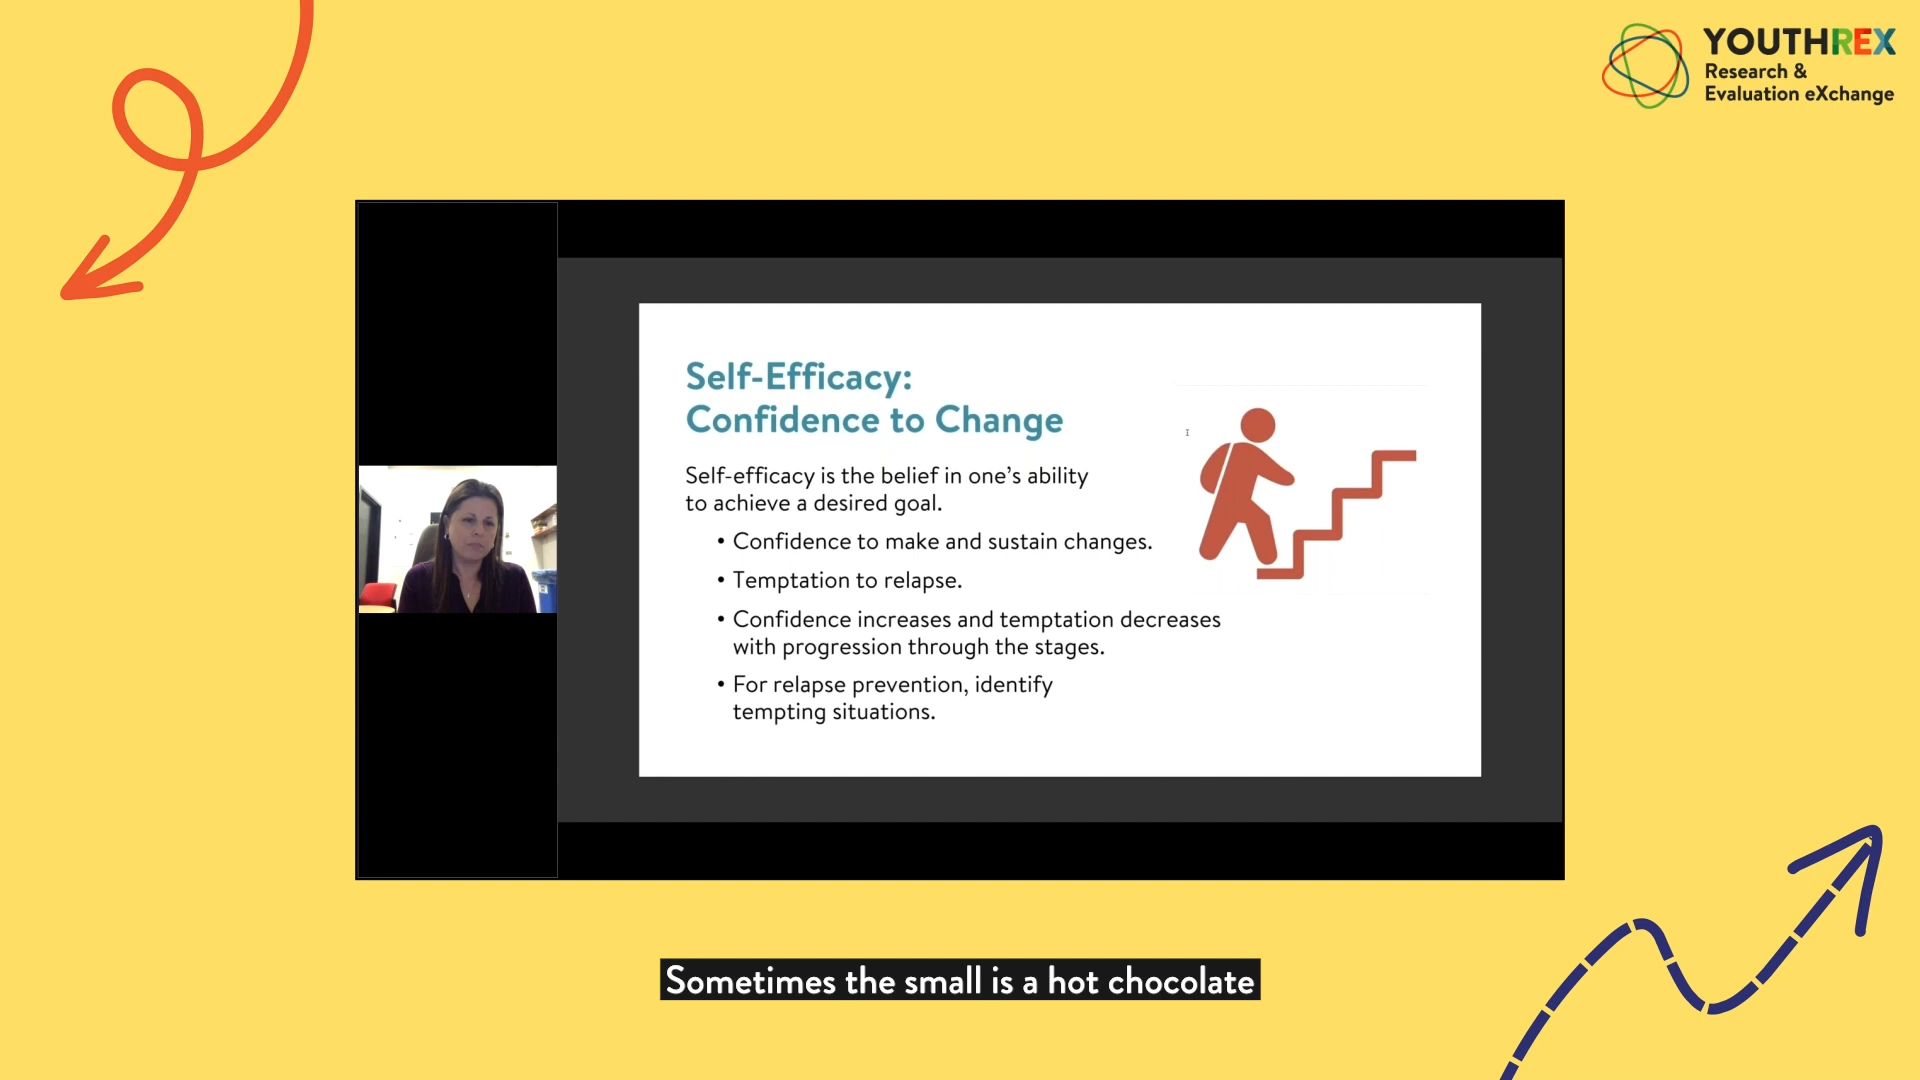 YOUTHREX
Research &
Evaluation eXchange
Self-Efficacy:
Confidence to Change
Self-efficacy is the belief in one’s ability
to achieve a desired goal.
• Confidence to make and sustain changes.
• Temptation to relapse.
• Confidence increases and temptation decreases
with progression through the stages.
• For relapse prevention, identify
tempting situations.
Sometimes the small is a hot chocolate